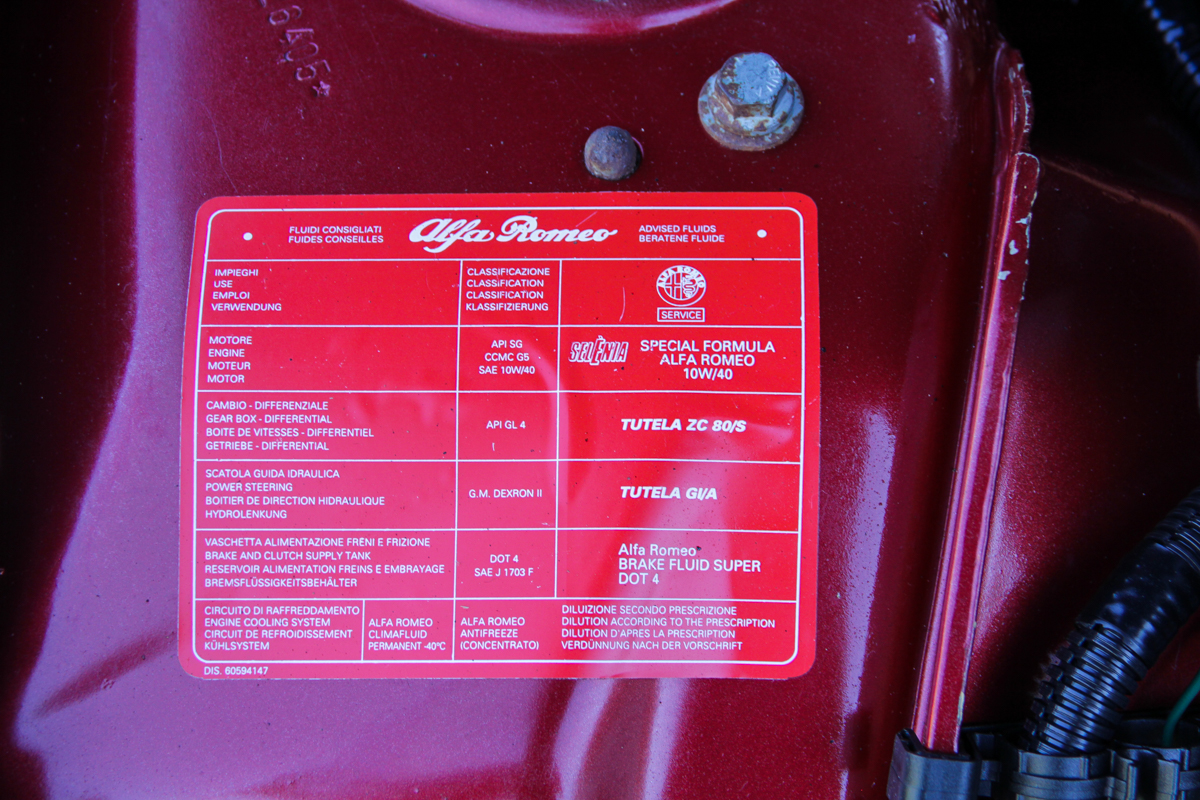 6405*
FLUIDI CONSIGLIATI
FUIDES CONSEILLES
Alfa Romeo
ADVISED FLUIDS
BERATENE FLUIDE
IMPIEGHI
USE
EMPLOI
VERWENDUNG
CLASSIFICAZIONE
CLASSIFICATION
CLASSIFICATION
KLASSIFIZIERUNG
ALFA ROMEO
SERVICE
MOTORE
ENGINE
MOTEUR
MOTOR
API SG
CCMC G5
SAE 10W/40
SELÈNIA
SPECIAL FORMULA
ALFA ROMEO
10W/40
CAMBIO - DIFFERENZIALE
GEAR BOX - DIFFERENTIAL
BOITE DE VITESSES - DIFFERENTIEL
GETRIEBE - DIFFERENTIAL
API GL 4
TUTELA ZC 80/S
SCATOLA GUIDA IDRAULICA
POWER STEERING
BOITIER DE DIRECTION HIDRAULIQUE
HYDROLENKUNG
G.M. DEXRON II
TUTELA GI/A
VASCHETTA ALIMENTAZIONE FRENI E FRIZIONE
BRAKE AND CLUTCH SUPPLY TANK
RESERVOIR ALIMENTATION FREINS E EMBRAYAGE
BREMSFLÜSSIGKEITSBEHÄLTER
DOT 4
SAE J 1703 F
Alfa Romeo
BRAKE FLUID SUPER
DOT 4
CIRCUITO DI RAFFREDDAMENTO
ENGINE COOLING SYSTEM
CIRCUIT DE REFROIDISSEMENT
KÜHLSYSTEM
ALFA ROMEO
CLIMAFLUID
PERMANENT -40°C
ALFA ROMEO
ANTIFREEZE
(CONCENTRATO)
DILUIZIONE SECONDO PRESCRIZIONE
DILUTION ACCORDING TO THE PRESCRIPTION
DILUTION D'APRES LA PRESCRIPTION
VERDÜNNUNG NACH DER VORSCHRIFT
DIS. 60594147